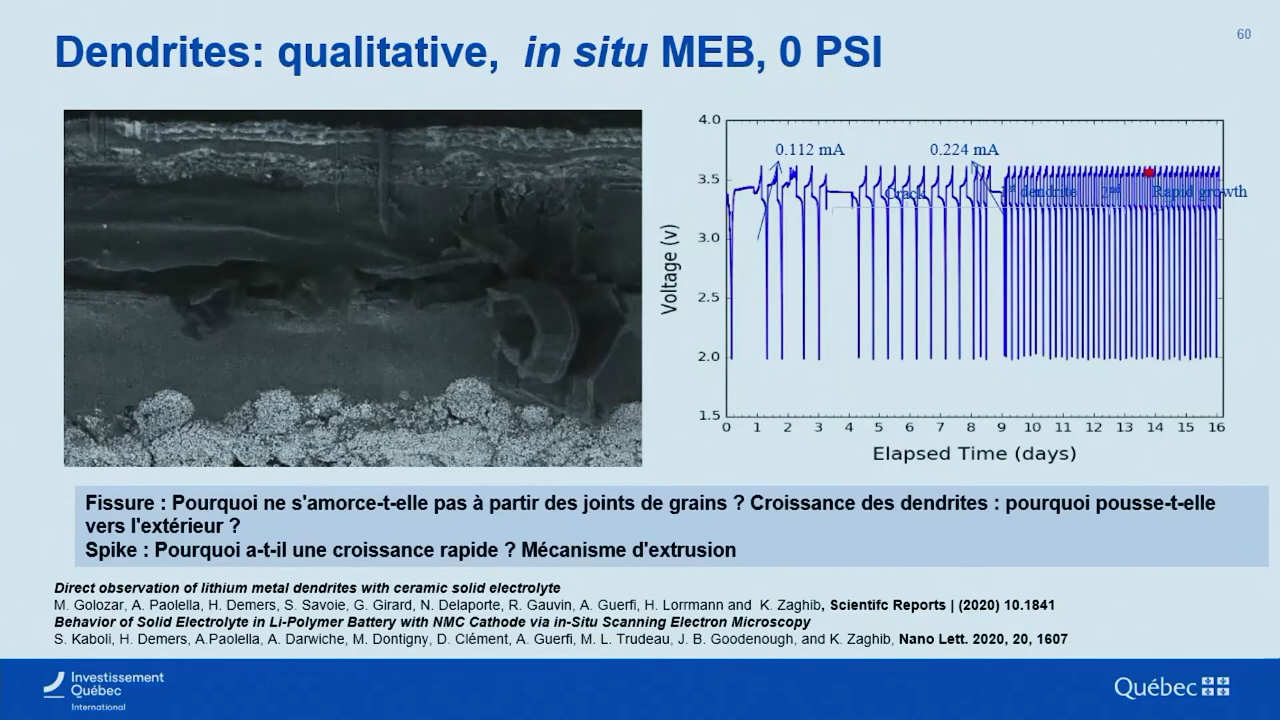 60
Dendrites: qualitative, in situ MEB, 0 PSI
4.0
3.5
3.0
2.5
2.0
1.5
Voltage (v)
0.112 mA
0.224 mA
Crack
1st dendrite
2nd
Rapid growth
0 1 2 3 4 5 6 7 8 9 10 11 12 13 14 15 16
Elapsed Time (days)
Fissure : Pourquoi ne s'amorce-t-elle pas à partir des joints de grains ? Croissance des dendrites : pourquoi pousse-t-elle
vers l'extérieur ?
Spike : Pourquoi a-t-il une croissance rapide ? Mécanisme d'extrusion
Direct observation of lithium metal dendrites with ceramic solid electrolyte
M. Golozar, A. Paolella, H. Demers, S. Savoie, G. Girard, N. Delaporte, R. Gauvin, A. Guerfi, H. Lorrmann and K. Zaghib, Scientifc Reports | (2020) 10.1841
Behavior of Solid Electrolyte in Li-Polymer Battery with NMC Cathode via in-Situ Scanning Electron Microscopy
S. Kaboli, H. Demers, A.Paolella, A. Darwiche, M. Dontigny, D. Clément, A. Guerfi, M. L. Trudeau, J. B. Goodenough, and K. Zaghib, Nano Lett. 2020, 20, 1607
Investissement
Québec
International
Québec